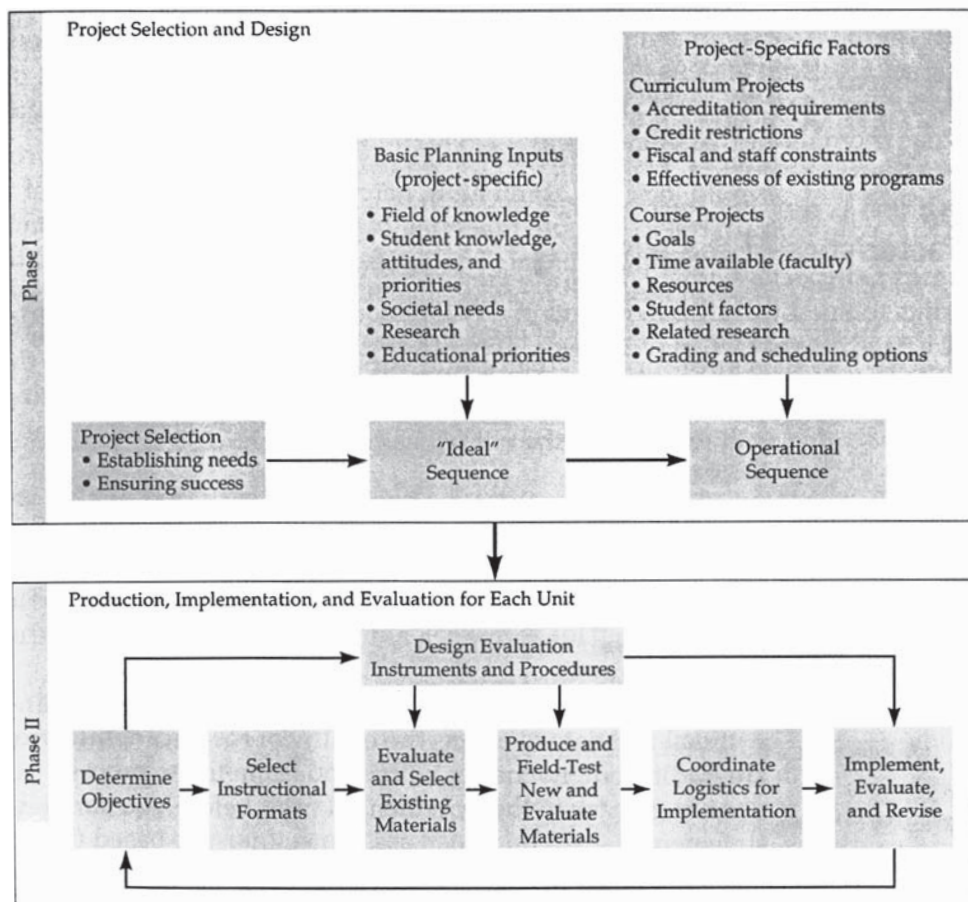 Phase I
Project Selection and Design
Project Selection
• Establishing needs
• Ensuring success
Basic Planning Inputs
(project-specific)
• Field of knowledge
• Student knowledge,
attitudes, and
priorities
• Societal needs
• Research
• Educational priorities
"Ideal"
Sequence
Project-Specific Factors
Curriculum Projects
• Accreditation requirements
• Credit restrictions
• Fiscal and staff constraints
• Effectiveness of existing programs
Course Projects
• Goals
• Time available (faculty)
• Resources
• Student factors
• Related research
• Grading and scheduling options
Operational
Sequence
Phase II
Production, Implementation, and Evaluation for Each Unit
Design Evaluation
Instruments and Procedures
Determine
Objectives
Select
Instructional
Formats
Evaluate
and Select
Existing
Materials
Produce and
Field-Test
New and
Evaluate
Materials
Coordinate
Logistics for
Implementation
Implement,
Evaluate,
and Revise